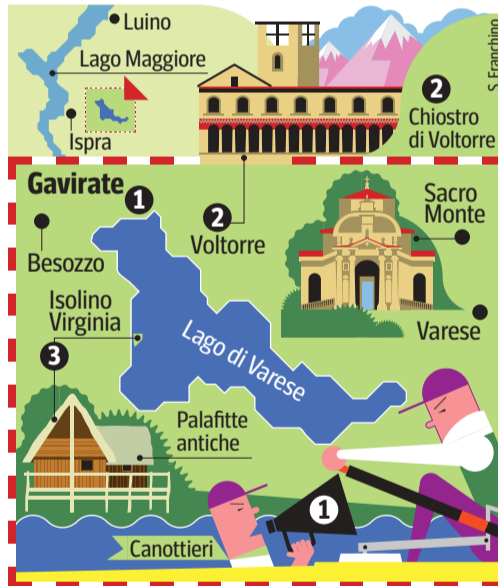 Luino
Lago Maggiore
Ispra
S. Franchino
2
Chiostro
di Voltorre
Gavirate
1
2
Voltorre
Besozzo
Sacro
Monte
Varese
Isolino
Virginia
3
Lago di Varese
Palafitte
antiche
1
Canottieri